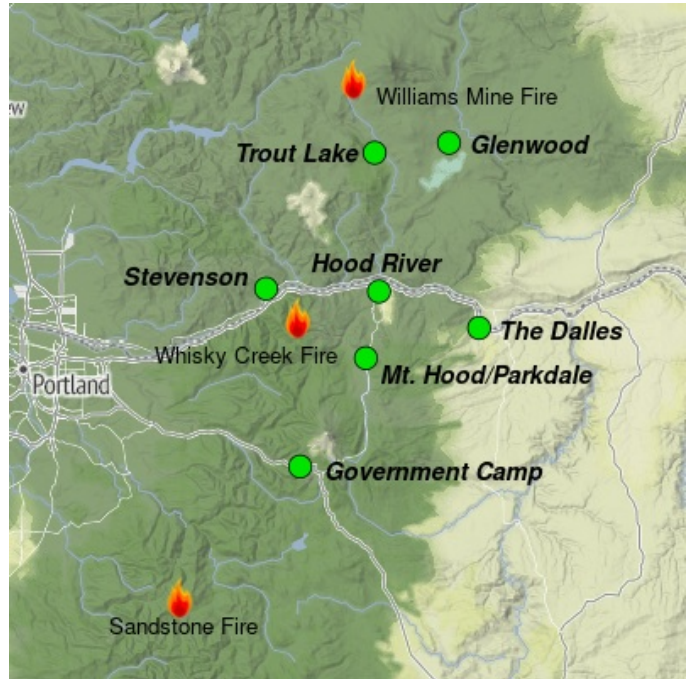 Williams Mine Fire
Trout Lake
Glenwood
Hood River
Stevenson
The Dalles
Whisky Creek Fire
Mt. Hood/Parkdale
Portland
Government Camp
Sandstone Fire